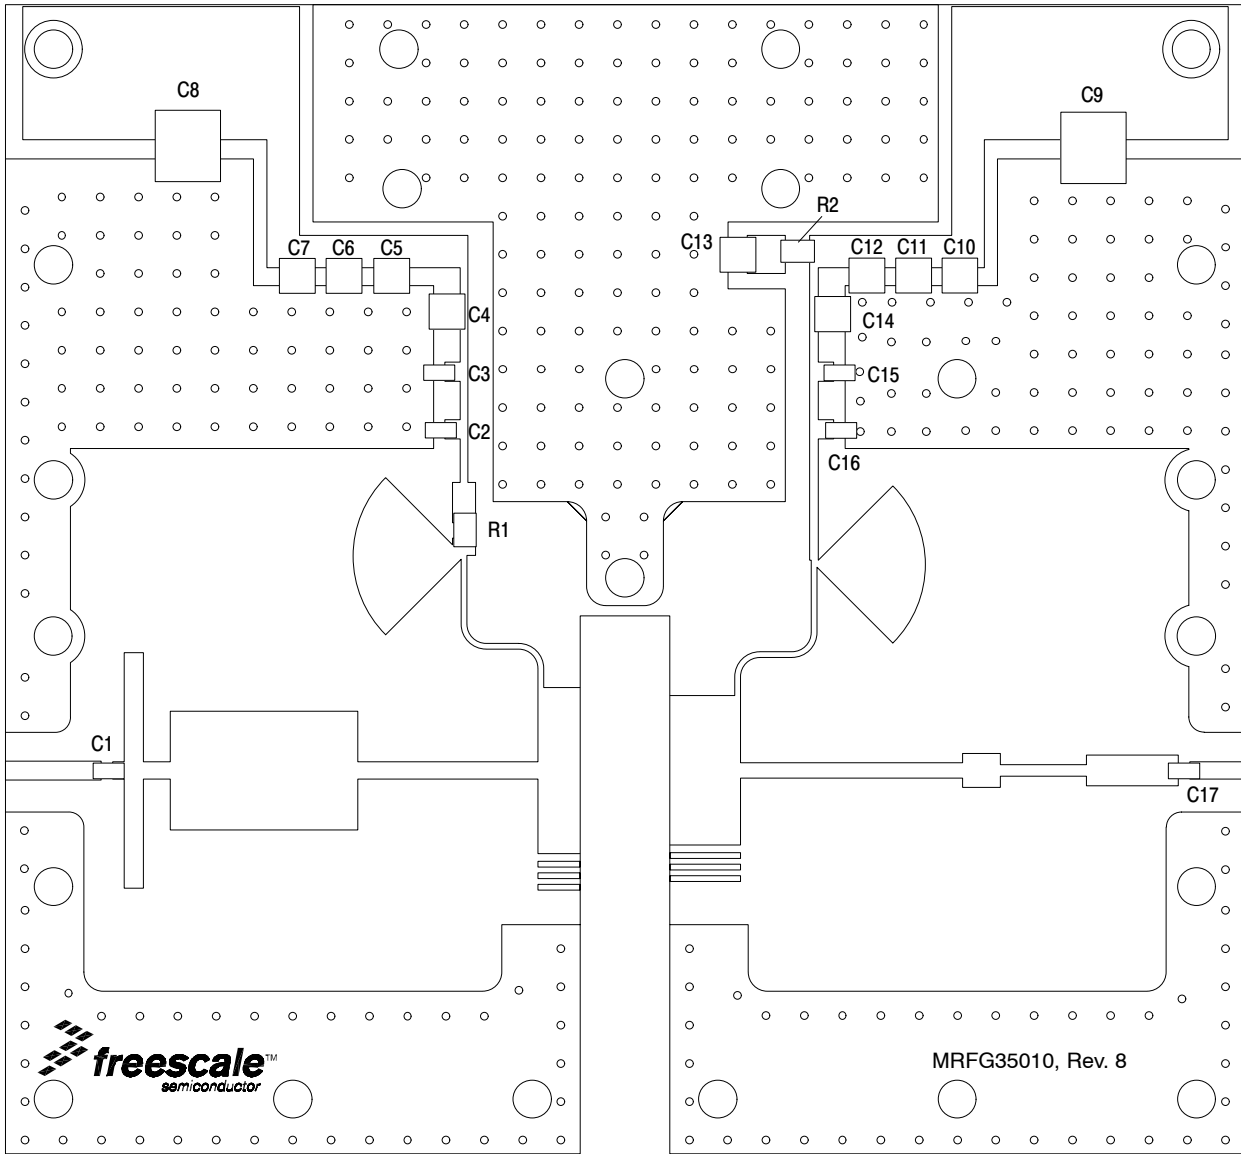 C8
C9
R2
C13
C7 C6 C5
C12 C11 C10
C4
C14
C3
C15
C2
C16
R1
C1
C17
freescale™
semiconductor
MRFG35010, Rev. 8